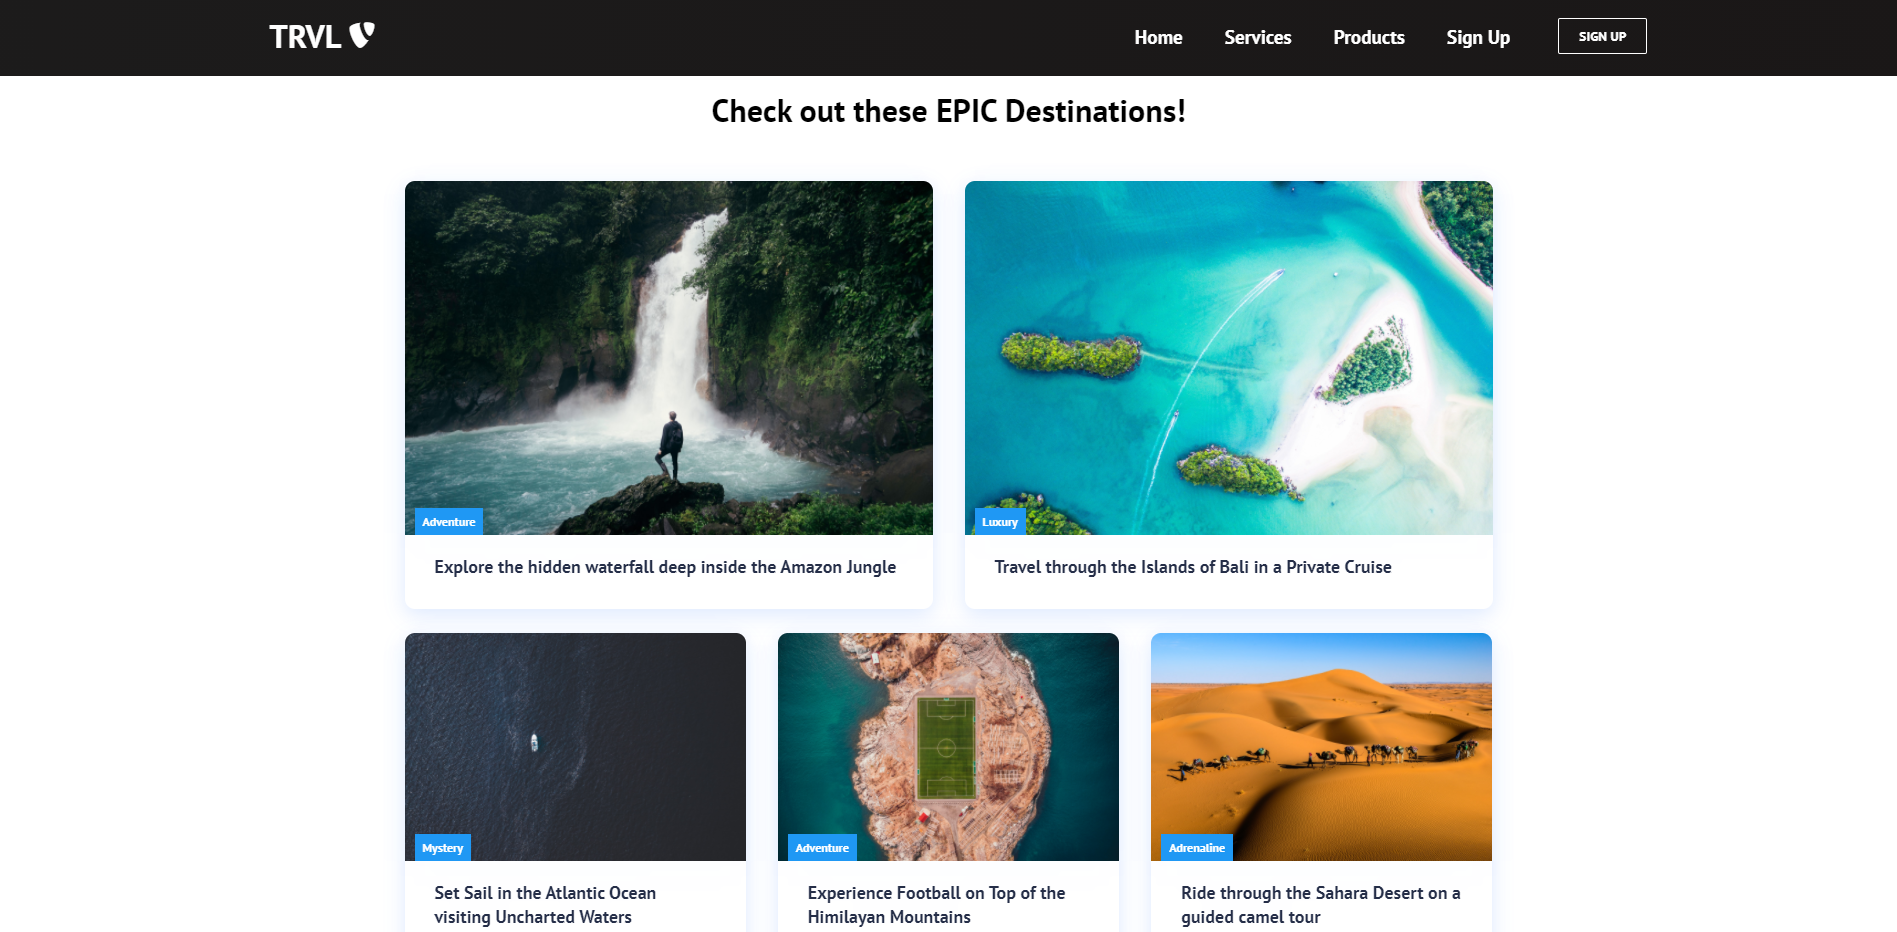 TRVL
Home Services Products Sign Up SIGN UP
Check out these EPIC Destinations!
Adventure
Explore the hidden waterfall deep inside the Amazon Jungle
Luxury
Travel through the Islands of Bali in a Private Cruise
Mystery
Set Sail in the Atlantic Ocean
visiting Uncharted Waters
Adventure
Experience Football on Top of the
Himilayan Mountains
Adrenaline
Ride through the Sahara Desert on a
guided camel tour